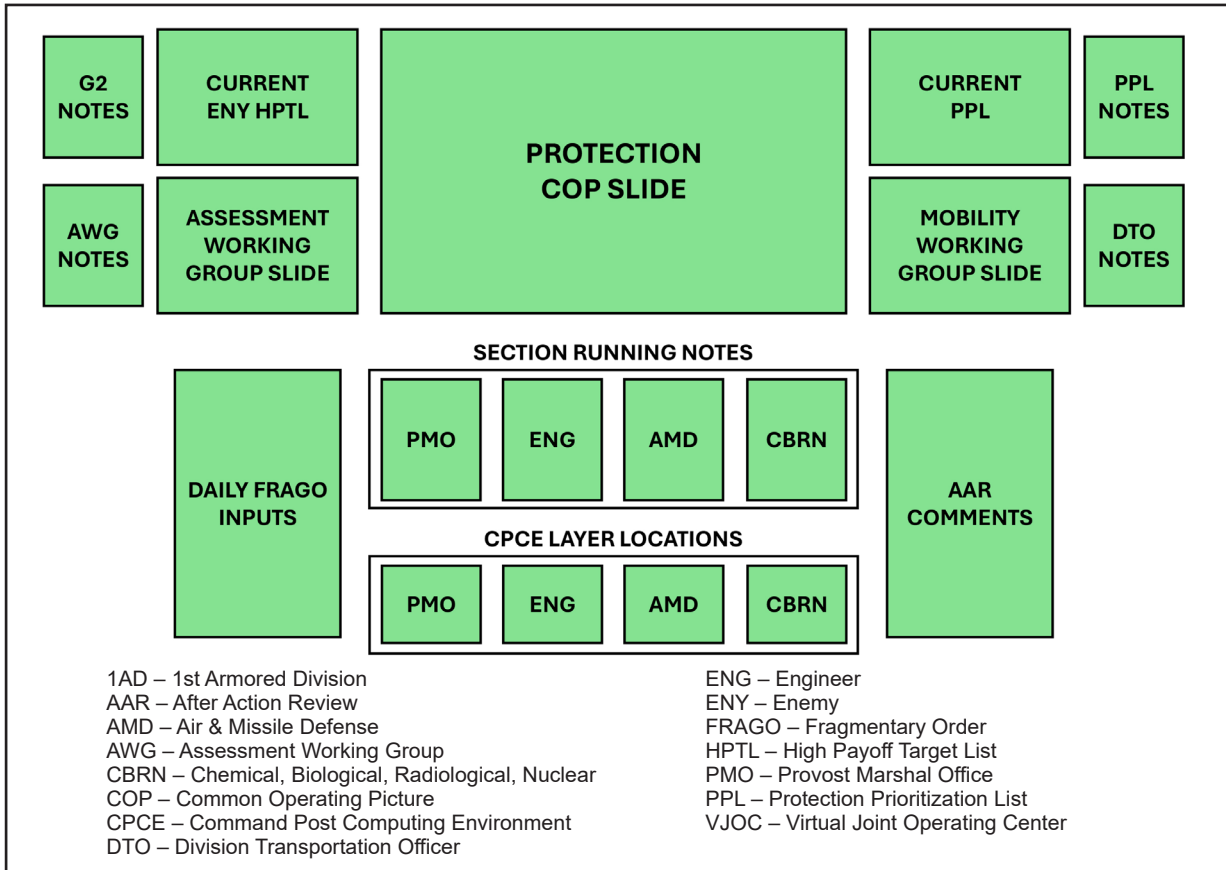 G2
NOTES
CURRENT
ENY HPTL
PROTECTION
COP SLIDE
CURRENT
PPL
PPL
NOTES
AWG
NOTES
ASSESSMENT
WORKING
GROUP SLIDE
MOBILITY
WORKING
GROUP SLIDE
DTO
NOTES
DAILY FRAGO
INPUTS
SECTION RUNNING NOTES
PMO
ENG
AMD
CBRN
CPCE LAYER LOCATIONS
PMO
ENG
AMD
CBRN
AAR
COMMENTS
1AD – 1st Armored Division
AAR – After Action Review
AMD – Air & Missile Defense
AWG – Assessment Working Group
CBRN – Chemical, Biological, Radiological, Nuclear
COP – Common Operating Picture
CPCE – Command Post Computing Environment
DTO – Division Transportation Officer
ENG – Engineer
ENY – Enemy
FRAGO – Fragmentary Order
HPTL – High Payoff Target List
PMO – Provost Marshal Office
PPL – Protection Prioritization List
VJOC – Virtual Joint Operating Center